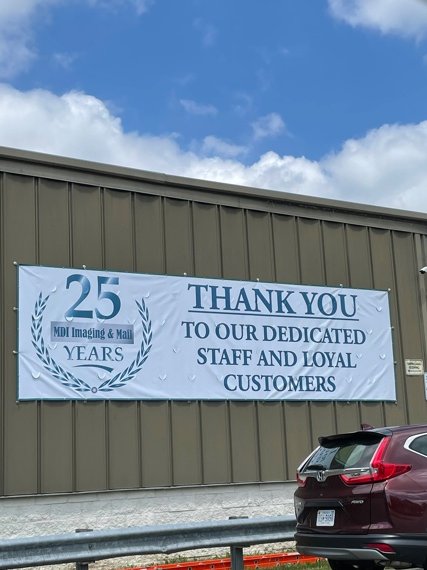 25
MDI Imaging & Mail
YEARS
THANK YOU
TO OUR DEDICATED
STAFF AND LOYAL
CUSTOMERS